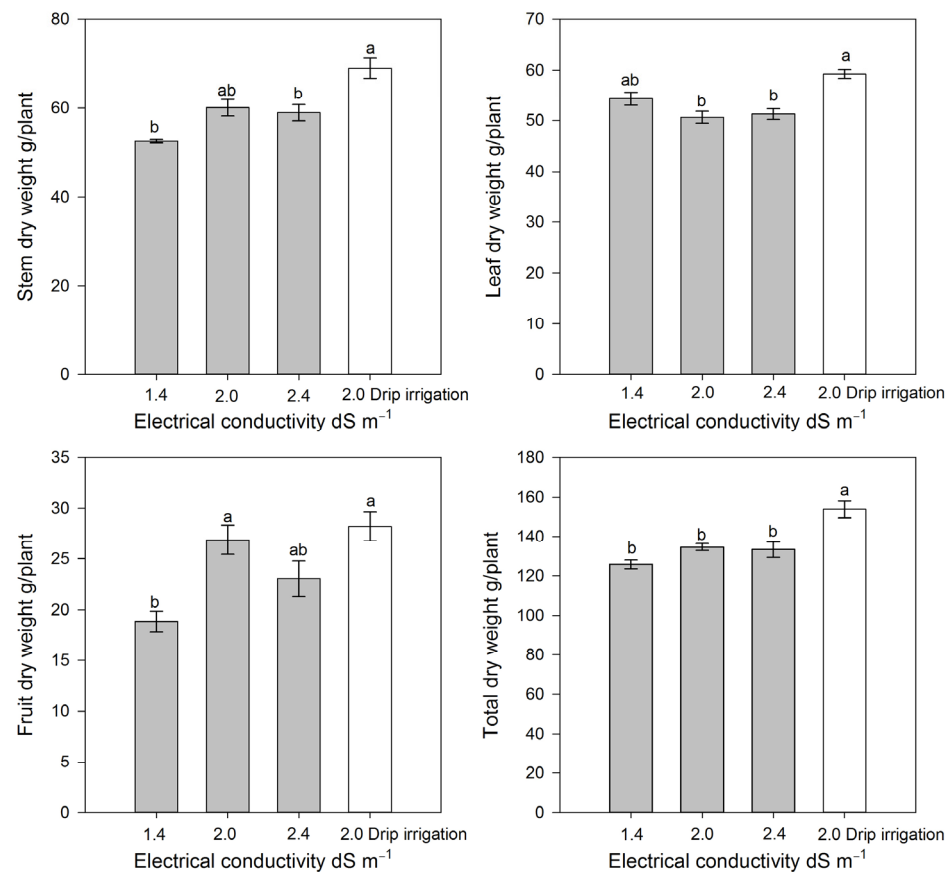 Stem dry weight g/plant
80
60
40
20
0
b
ab
b
a
1.4
2.0
2.4
2.0 Drip irrigation
Electrical conductivity dS m⁻¹
Leaf dry weight g/plant
70
60
50
40
30
20
10
0
ab
b
b
a
1.4
2.0
2.4
2.0 Drip irrigation
Electrical conductivity dS m⁻¹
Fruit dry weight g/plant
35
30
25
20
15
10
5
0
b
a
ab
a
1.4
2.0
2.4
2.0 Drip irrigation
Electrical conductivity dS m⁻¹
Total dry weight g/plant
180
160
140
120
100
80
60
40
20
0
b
b
b
a
1.4
2.0
2.4
2.0 Drip irrigation
Electrical conductivity dS m⁻¹